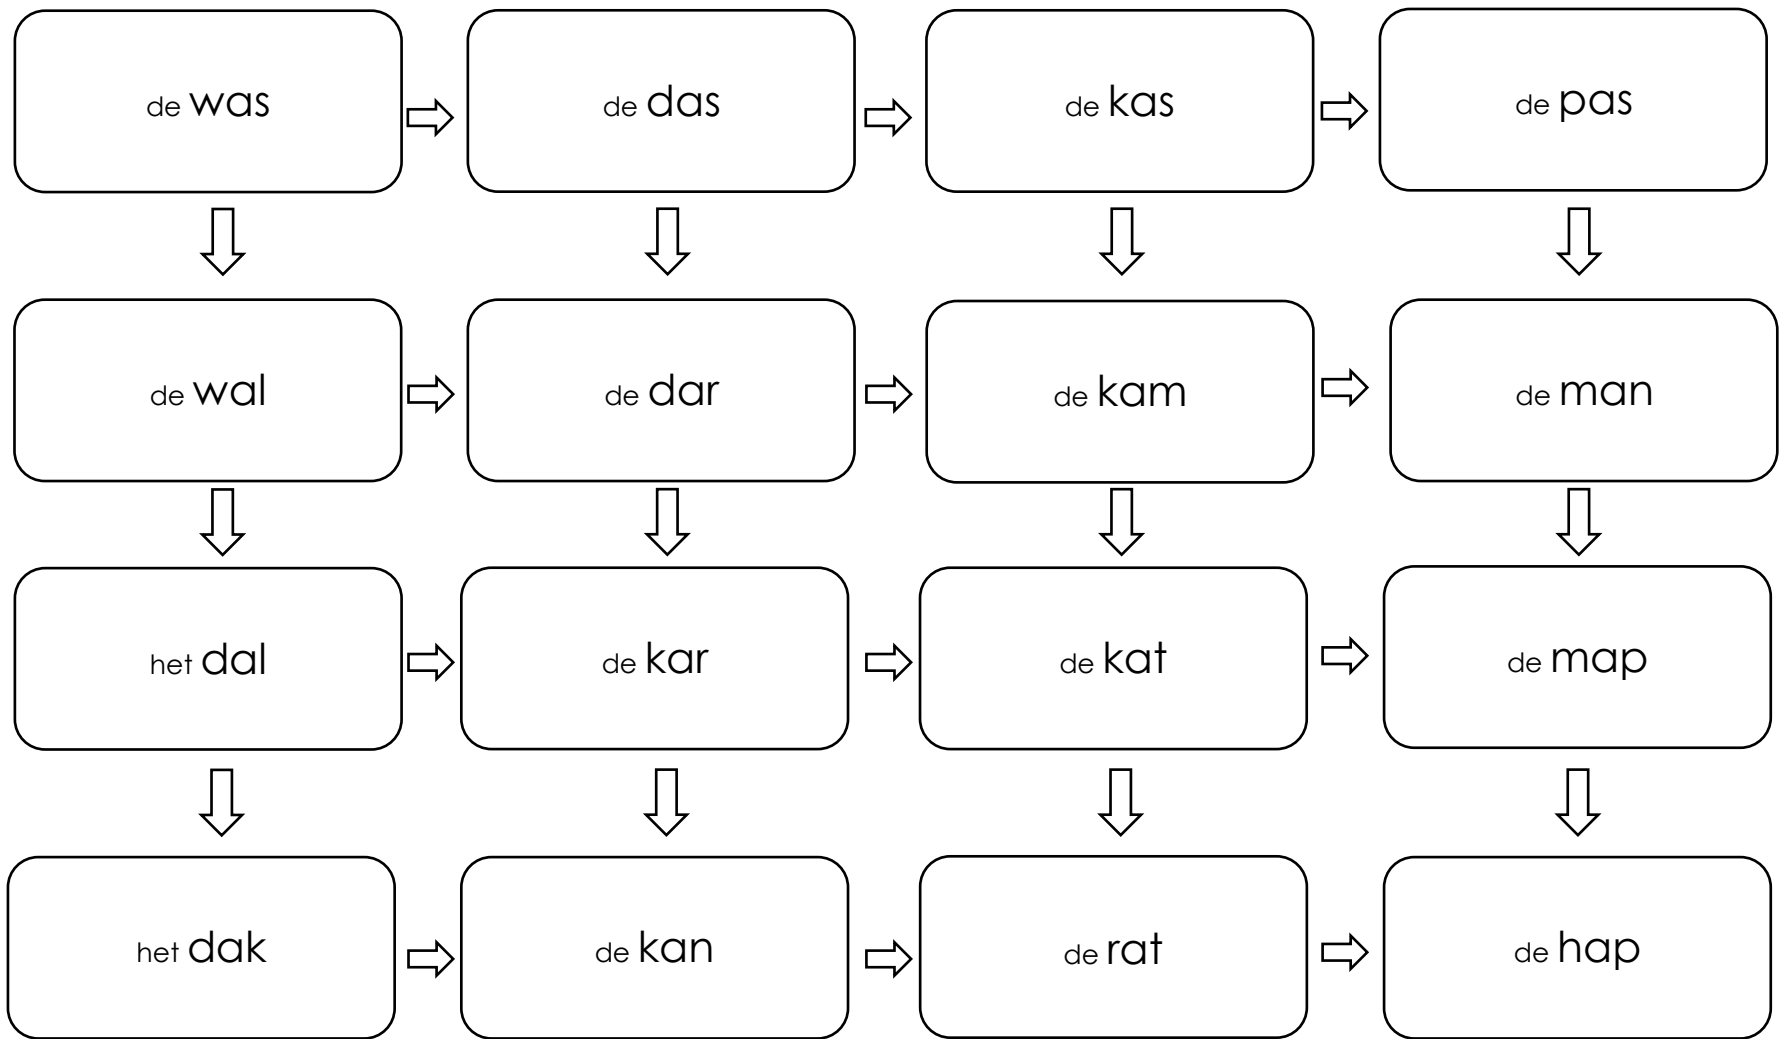 de was
de das
de kas
de pas
de wal
de dar
de kam
de man
het dal
de kar
de kat
de map
het dak
de kan
de rat
de hap